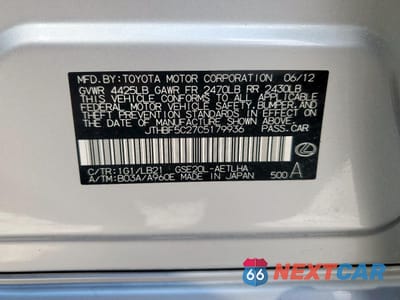 MFD. BY: TOYOTA MOTOR CORPORATION 06/12
GVWR 4425LB GAWR FR 2470LB RR 2430LB
THIS VEHICLE CONFORMS TO ALL APPLICABLE
FEDERAL MOTOR VEHICLE SAFETY, BUMPER, AND
THEFT PREVENTION STANDARDS IN EFFECT ON
THE DATE OF MANUFACTURE SHOWN ABOVE.
JTHBF5C27C5179936 PASS.CAR
C/TR:1G1/LB21 GSE20L-AETLHA
A/TM:B03A/A960E MADE IN JAPAN 500 A
66 NEXTCAR